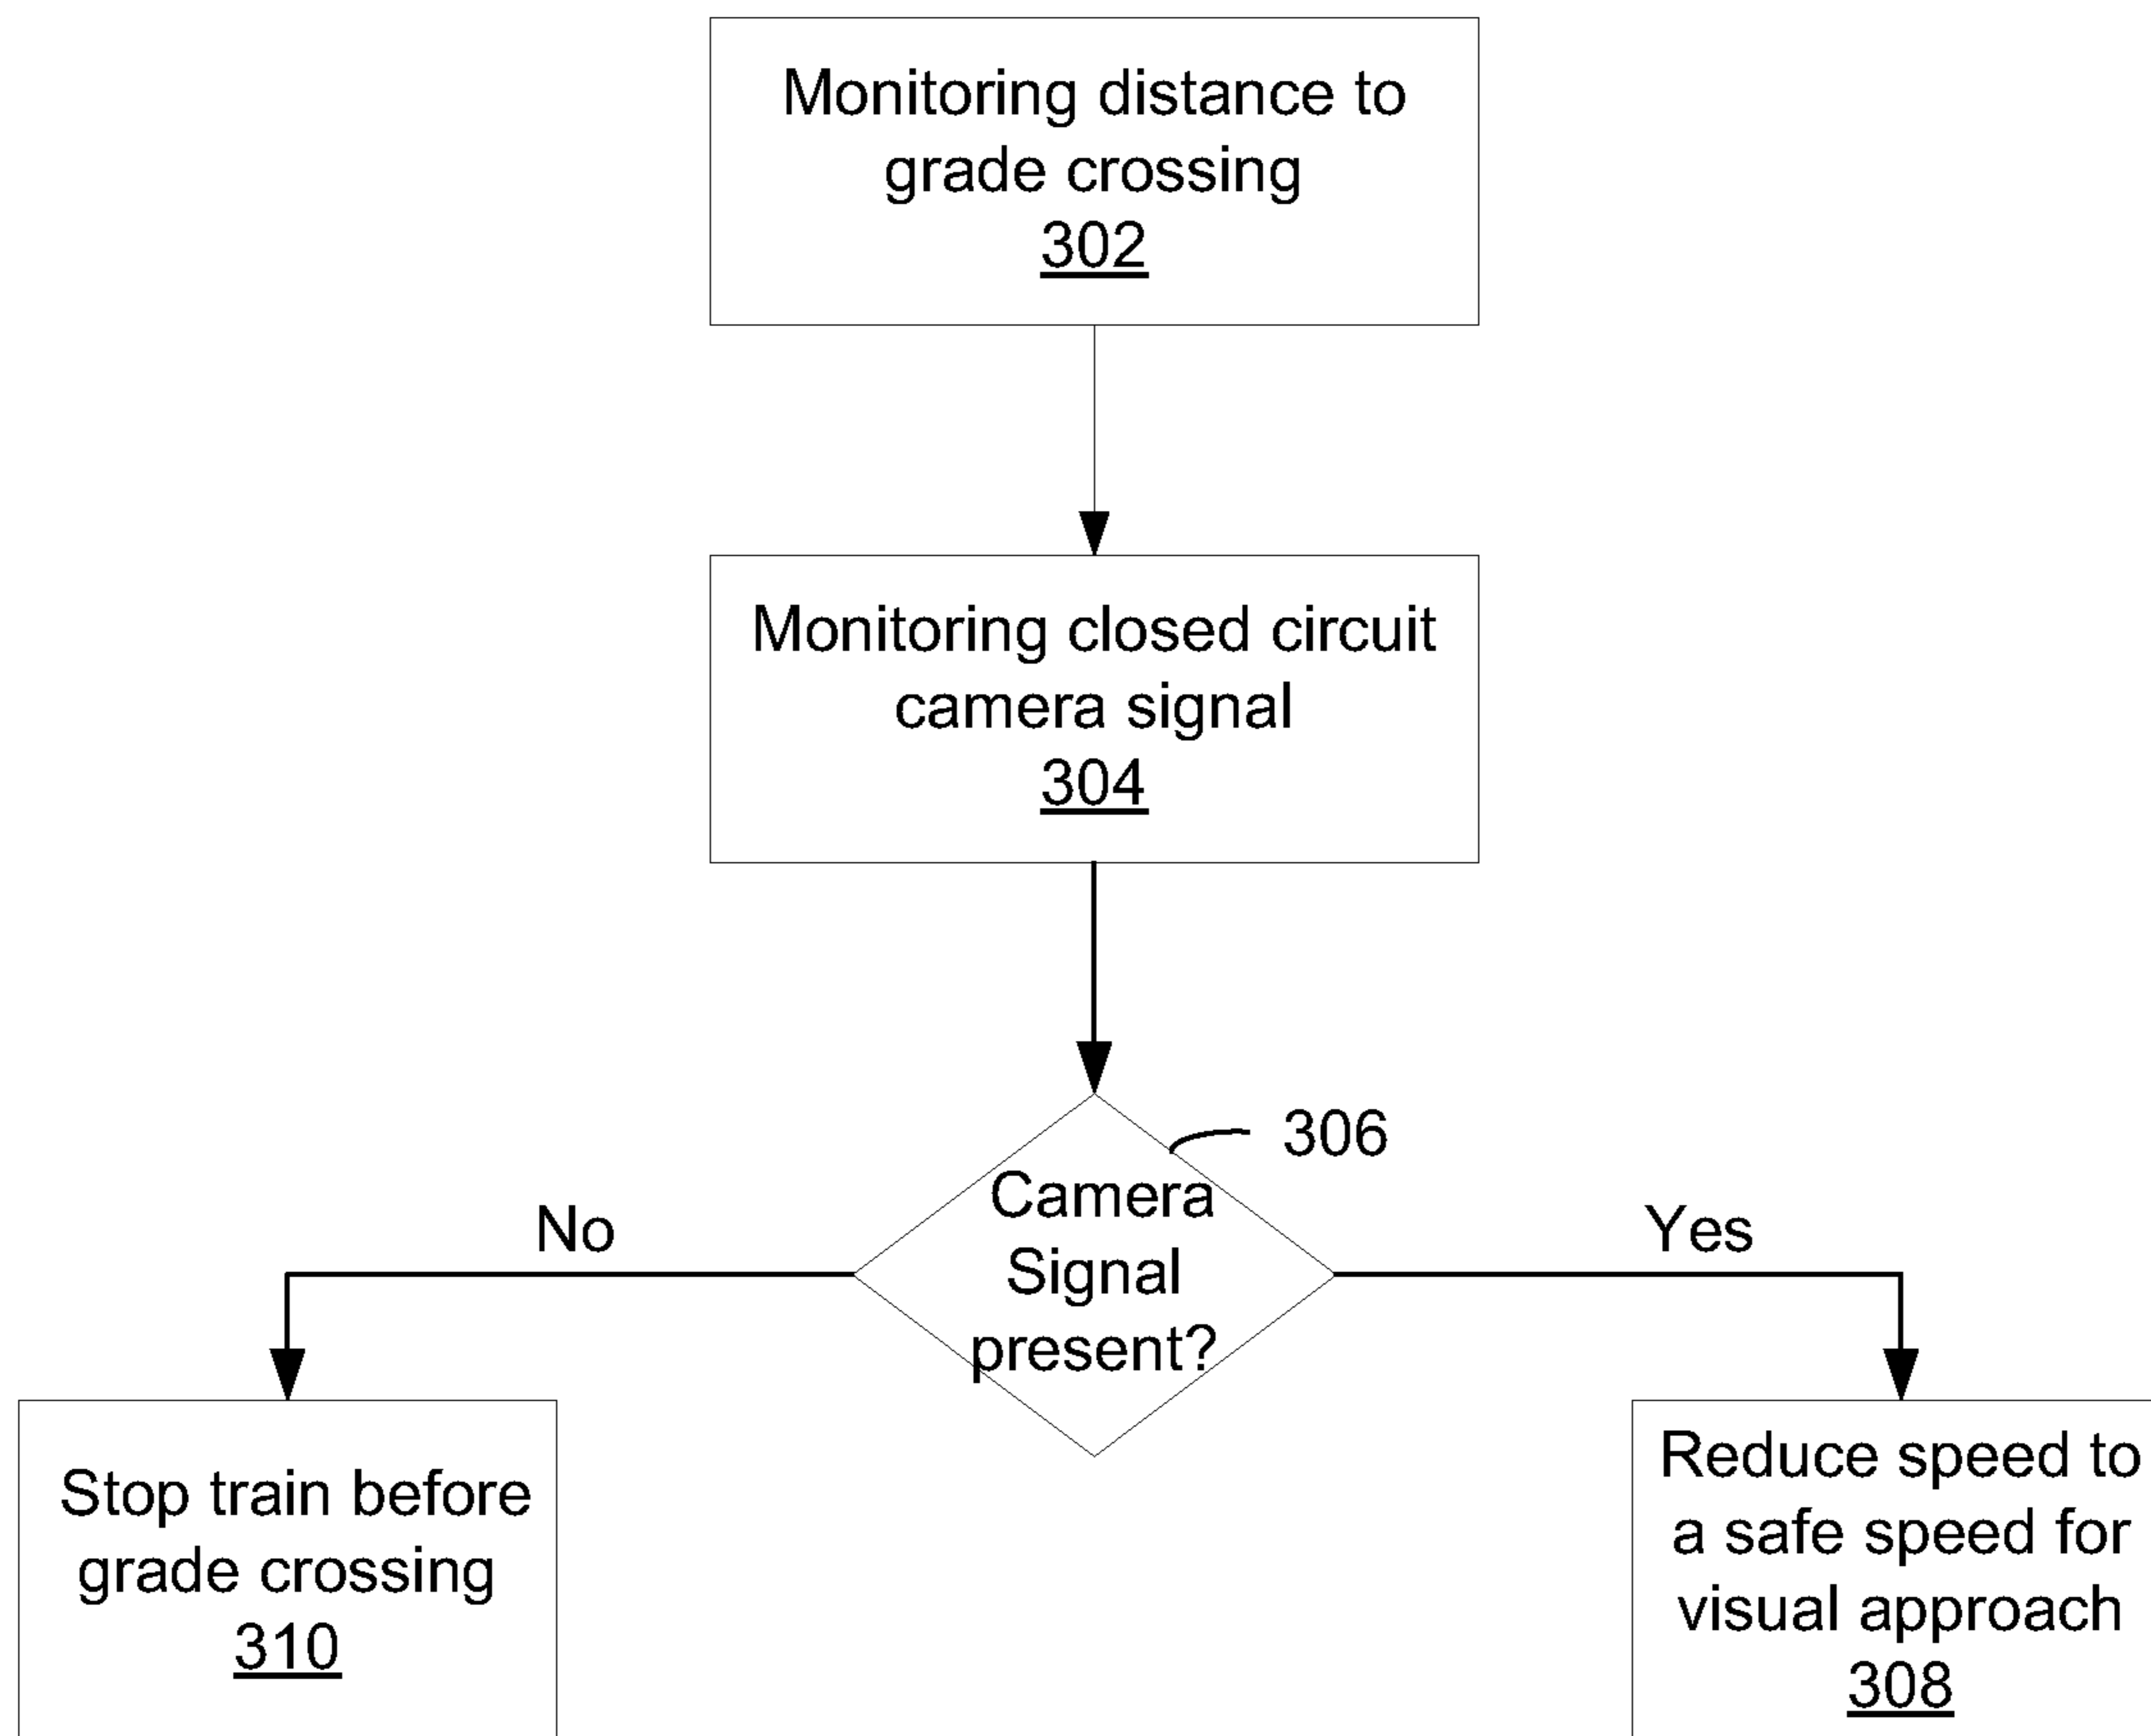 Monitoring distance to
grade crossing
302
Monitoring closed circuit
camera signal
304
306
Camera
Signal
present?
No
Yes
Stop train before
grade crossing
310
Reduce speed to
a safe speed for
visual approach
308